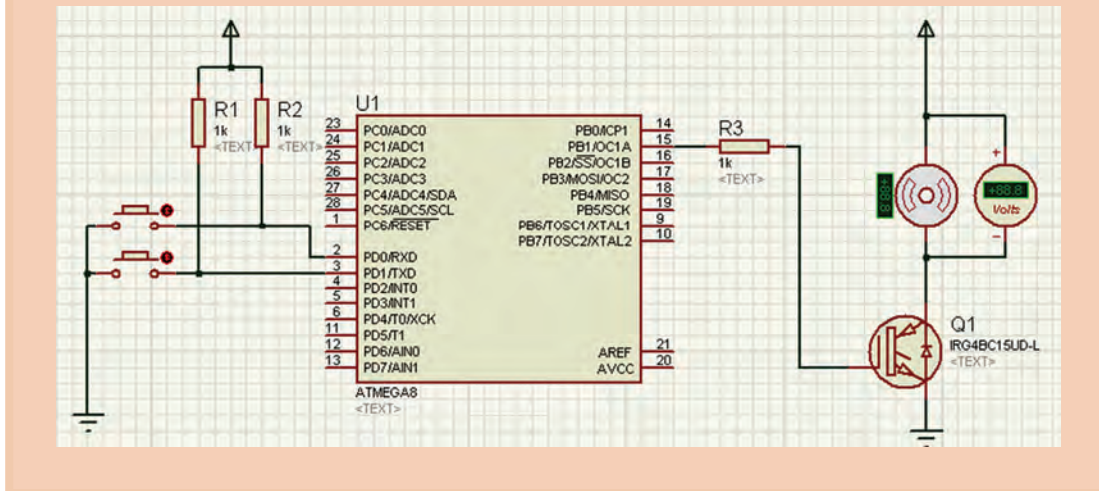 R1
1k
<TEXT>
R2
1k
<TEXT>
U1
23 PC0/ADC0
24 PC1/ADC1
25 PC2/ADC2
26 PC3/ADC3
27 PC4/ADC4/SDA
28 PC5/ADC5/SCL
1 PC6/RESET
2 PD0/RXD
3 PD1/TXD
4 PD2/INT0
5 PD3/INT1
6 PD4/T0/XCK
11 PD5/T1
12 PD6/AIN0
13 PD7/AIN1
PB0/ICP1 14
PB1/OC1A 15
PB2/SS/OC1B 16
PB3/MOSI/OC2 17
PB4/MISO 18
PB5/SCK 19
PB6/TOSC1/XTAL1 9
PB7/TOSC2/XTAL2 10
AREF 21
AVCC 20
ATMEGA8
<TEXT>
R3
1k
<TEXT>
+88.8
+
+88.8
Volts
-
Q1
IRG4BC15UD-L
<TEXT>